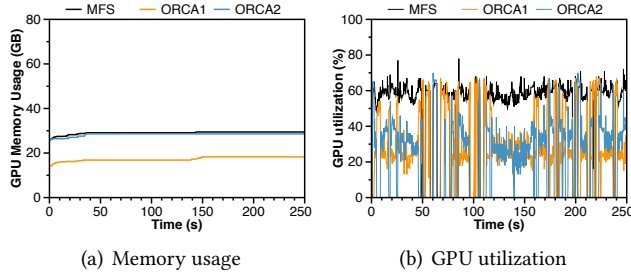 MFS ORCA1 ORCA2
GPU Memory Usage (GB)
80
60
40
20
0
0 50 100 150 200 250
Time (s)
(a) Memory usage
MFS ORCA1 ORCA2
GPU utilization (%)
100
80
60
40
20
0
0 50 100 150 200 250
Time (s)
(b) GPU utilization